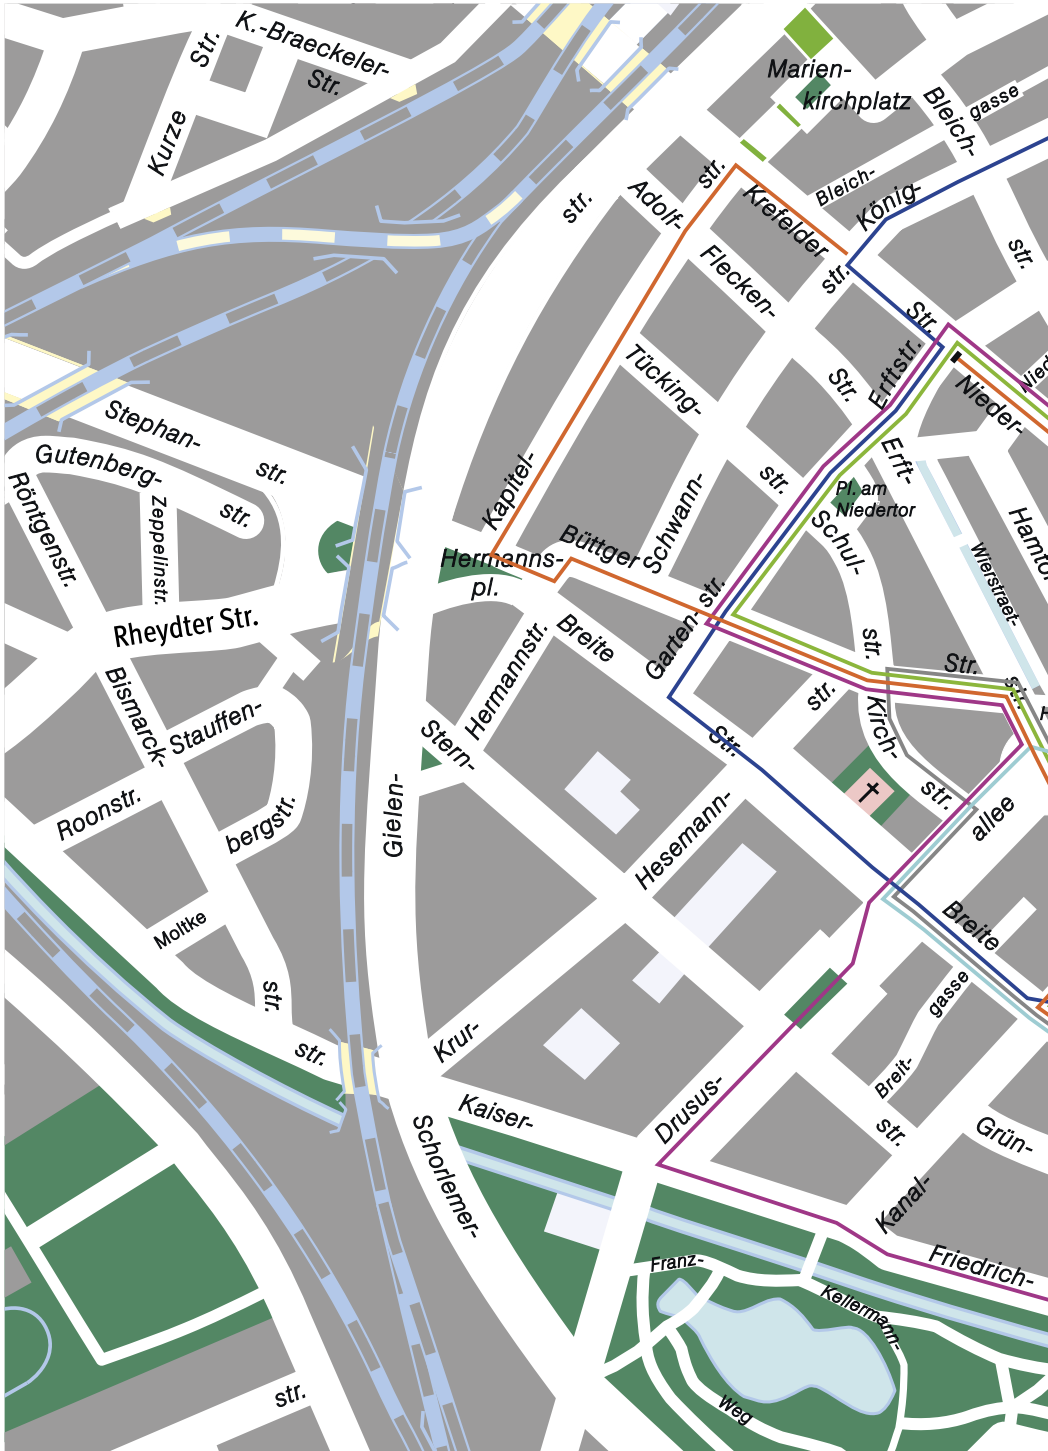 K.-Braeckeler-
Str.
Str.
Kurze
Marien-
kirchplatz
Bleich-
gasse
Bleich-
König-
str.
str.
Adolf-
str.
Krefelder
Flecken-
str.
Str.
Erftstr.
Nieder-
Tücking-
Str.
Erft-
Stephan-
str.
Gutenberg-
str.
Röntgenstr.
Zeppelinstr.
Kapitel-
Schwann-
str.
Pl. am
Niedertor
Schul-
Wierstraet-
Büttger
Hermanns-
pl.
Rheydter Str.
Breite
Hermannstr.
Garten-
str.
str.
Str.
str.
str.
Kirch-
str.
allee
Bismarck-
Stauffen-
bergstr.
Roonstr.
Stern-
Str.
Gielen-
Hesemann-
Breite
Moltke
str.
str.
gasse
Breit-
str.
Krur-
Kaiser-
Drusus-
Grün-
Kanal-
Schorlemer-
Friedrich-
Franz-
Kellermann-
Weg
str.